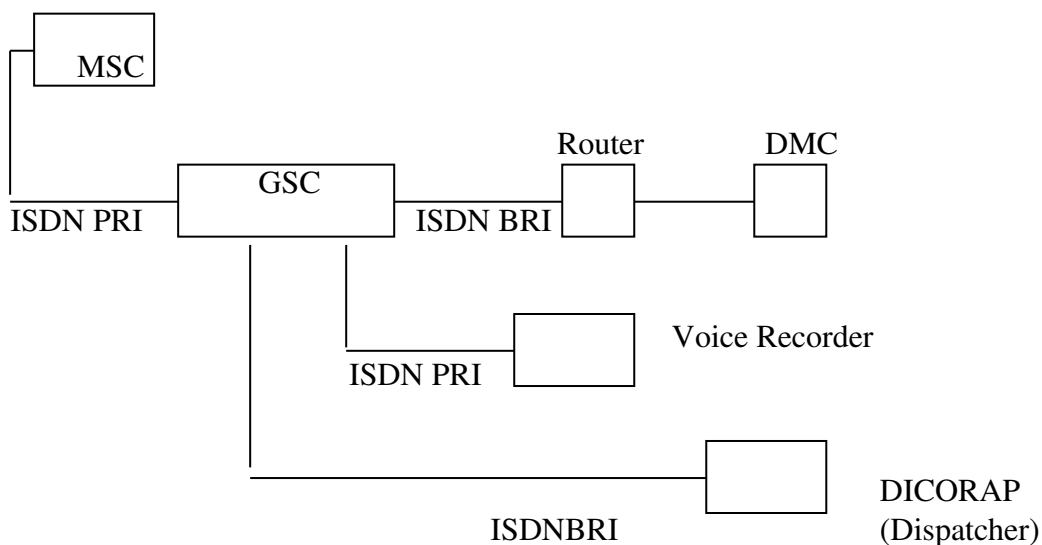 MSC
Router
DMC
GSC
ISDN PRI
ISDN BRI
Voice Recorder
ISDN PRI
DICORAP
(Dispatcher)
ISDNBRI